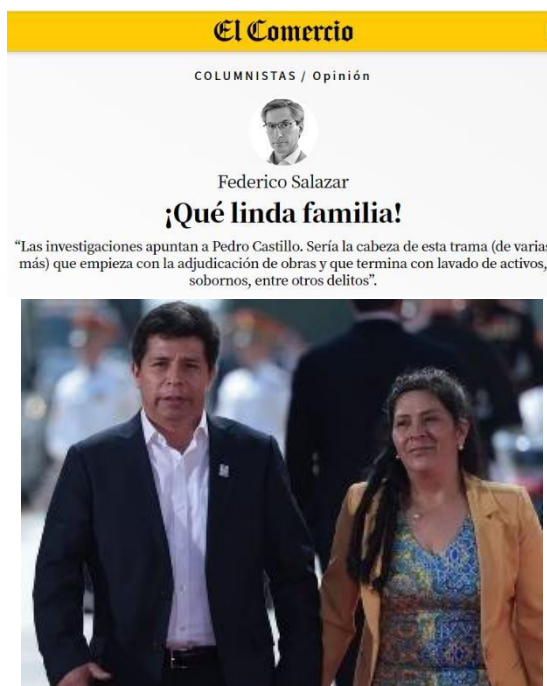 El Comercio
COLUMNISTAS / Opinión
Federico Salazar
¡Qué linda familia!
“Las investigaciones apuntan a Pedro Castillo. Sería la cabeza de esta trama (de varias
más) que empieza con la adjudicación de obras y que termina con lavado de activos,
sobornos, entre otros delitos”.